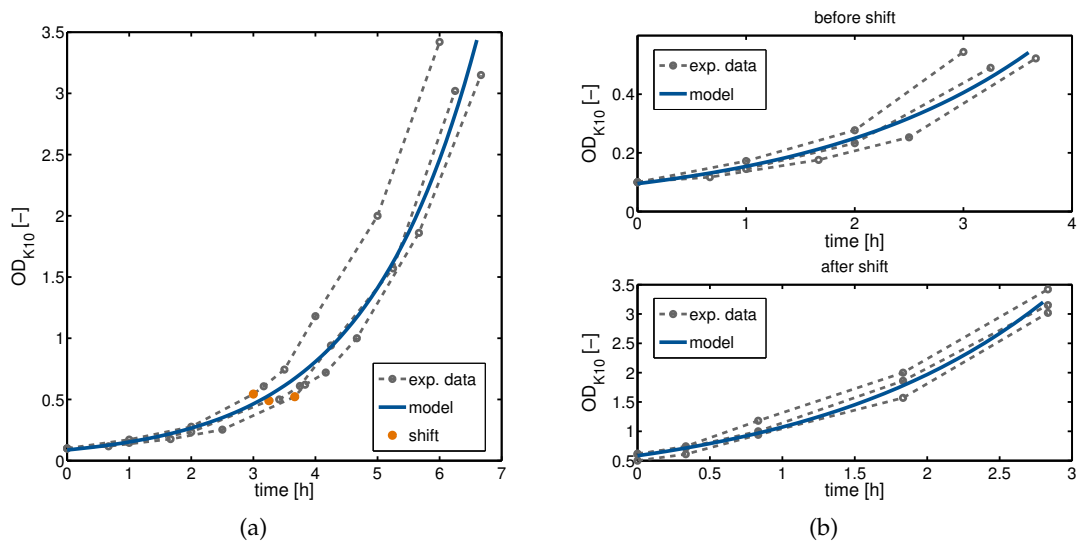 3.5
3
2.5
2
1.5
1
0.5
0
OD_K10 [−]
exp. data
model
shift
0 1 2 3 4 5 6 7
time [h]
(a)
before shift
0.4
0.2
0
OD_K10 [−]
exp. data
model
0 1 2 3 4
time [h]
after shift
3.5
3
2.5
2
1.5
1
0.5
OD_K10 [−]
exp. data
model
0 0.5 1 1.5 2 2.5 3
time [h]
(b)